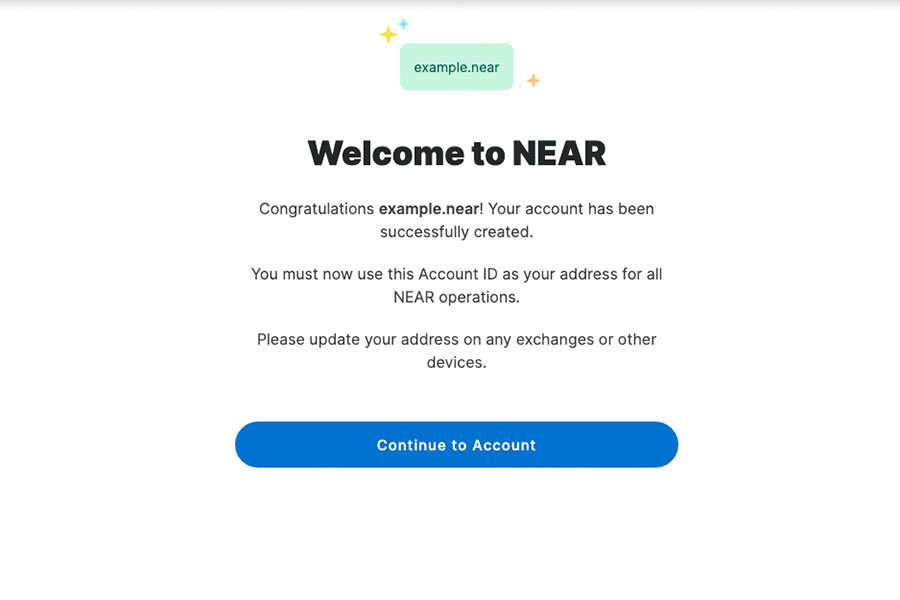 example.near
Welcome to NEAR
Congratulations example.near! Your account has been
successfully created.
You must now use this Account ID as your address for all
NEAR operations.
Please update your address on any exchanges or other
devices.
Continue to Account